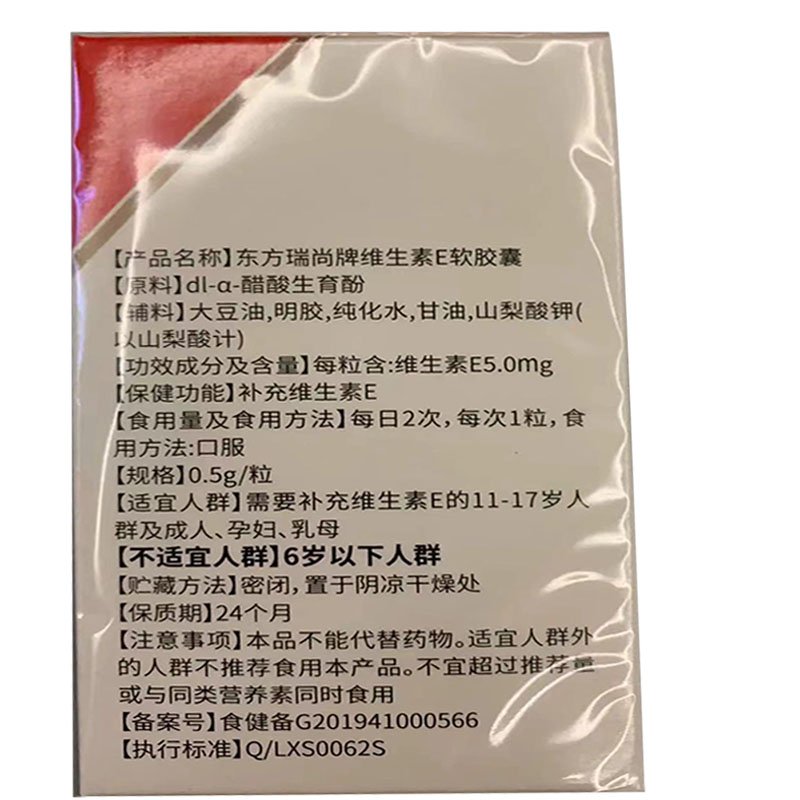 【产品名称】东方瑞尚牌维生素E软胶囊
【原料】dl-α-醋酸生育酚
【辅料】大豆油,明胶,纯化水,甘油,山梨酸钾(
以山梨酸计)
【功效成分及含量】每粒含:维生素E5.0mg
【保健功能】补充维生素E
【食用量及食用方法】每日2次，每次1粒，食
用方法:口服
【规格】0.5g/粒
【适宜人群】需要补充维生素E的11-17岁人
群及成人、孕妇、乳母
【不适宜人群】6岁以下人群
【贮藏方法】密闭，置于阴凉干燥处
【保质期】24个月
【注意事项】本品不能代替药物。适宜人群外
的人群不推荐食用本产品。不宜超过推荐量
或与同类营养素同时食用
【备案号】食健备G201941000566
【执行标准】Q/LXS0062S